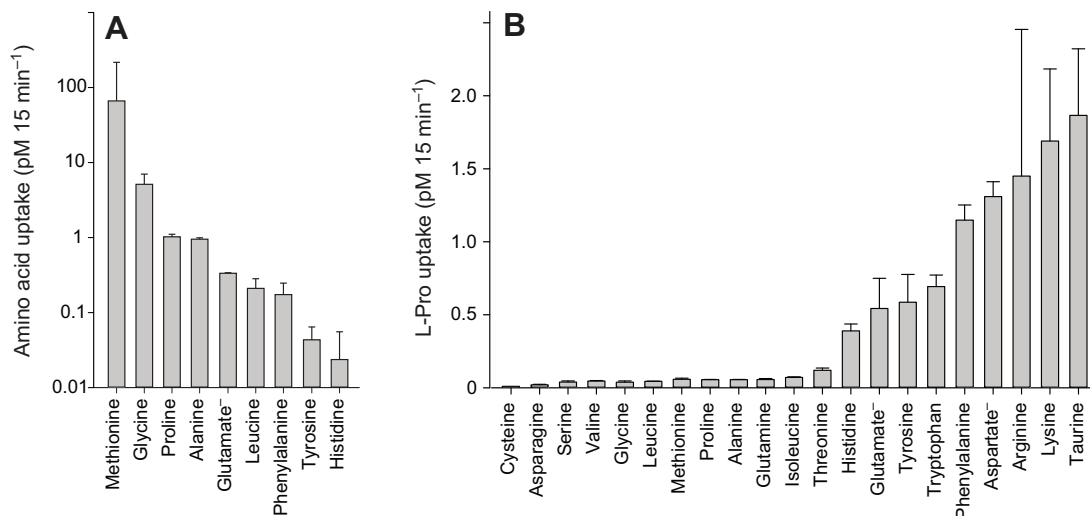 A
Amino acid uptake (pM 15 min⁻¹)
100
10
1
0.1
0.01
Methionine
Glycine
Proline
Alanine
Glutamate⁻
Leucine
Phenylalanine
Tyrosine
Histidine
B
L-Pro uptake (pM 15 min⁻¹)
2.0
1.5
1.0
0.5
0
Cysteine
Asparagine
Serine
Valine
Glycine
Leucine
Methionine
Proline
Alanine
Glutamine
Isoleucine
Threonine
Histidine
Glutamate⁻
Tyrosine
Tryptophan
Phenylalanine
Aspartate⁻
Arginine
Lysine
Taurine